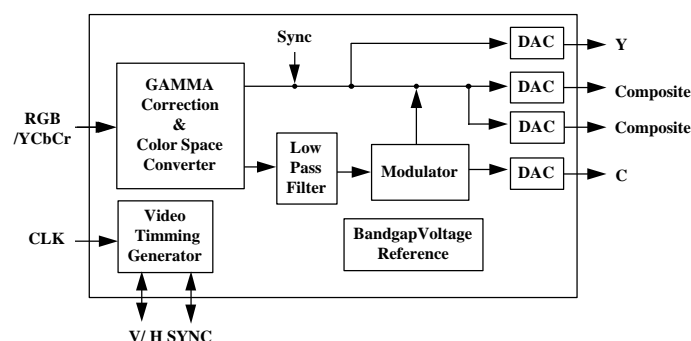 Sync
DAC
Y
GAMMA
Correction
&
Color Space
Converter
DAC
Composite
RGB
/YCbCr
DAC
Composite
Low
Pass
Filter
Modulator
DAC
C
CLK
Video
Timming
Generator
BandgapVoltage
Reference
V/ H SYNC